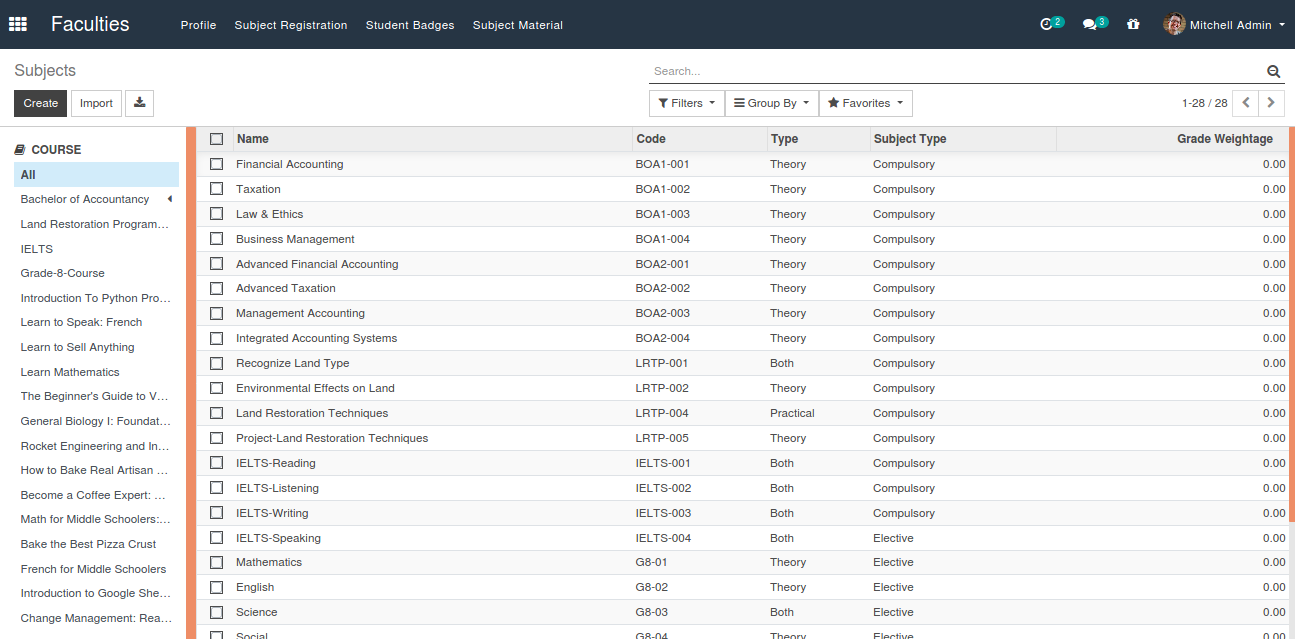 Faculties Profile Subject Registration Student Badges Subject Material 2 3 Mitchell Admin
Subjects
Search...
Create Import
Filters Group By Favorites 1-28 / 28
COURSE
All
Bachelor of Accountancy
Land Restoration Program...
IELTS
Grade-8-Course
Introduction To Python Pro...
Learn to Speak: French
Learn to Sell Anything
Learn Mathematics
The Beginner's Guide to V...
General Biology I: Foundat...
Rocket Engineering and In...
How to Bake Real Artisan ...
Become a Coffee Expert: ...
Math for Middle Schoolers:...
Bake the Best Pizza Crust
French for Middle Schoolers
Introduction to Google She...
Change Management: Rea...
Name Code Type Subject Type Grade Weightage
Financial Accounting BOA1-001 Theory Compulsory 0.00
Taxation BOA1-002 Theory Compulsory 0.00
Law & Ethics BOA1-003 Theory Compulsory 0.00
Business Management BOA1-004 Theory Compulsory 0.00
Advanced Financial Accounting BOA2-001 Theory Compulsory 0.00
Advanced Taxation BOA2-002 Theory Compulsory 0.00
Management Accounting BOA2-003 Theory Compulsory 0.00
Integrated Accounting Systems BOA2-004 Theory Compulsory 0.00
Recognize Land Type LRTP-001 Both Compulsory 0.00
Environmental Effects on Land LRTP-002 Theory Compulsory 0.00
Land Restoration Techniques LRTP-004 Practical Compulsory 0.00
Project-Land Restoration Techniques LRTP-005 Theory Compulsory 0.00
IELTS-Reading IELTS-001 Both Compulsory 0.00
IELTS-Listening IELTS-002 Both Compulsory 0.00
IELTS-Writing IELTS-003 Both Compulsory 0.00
IELTS-Speaking IELTS-004 Both Elective 0.00
Mathematics G8-01 Theory Elective 0.00
English G8-02 Theory Elective 0.00
Science G8-03 Both Elective 0.00
Social G8-04 Theory Elective 0.00